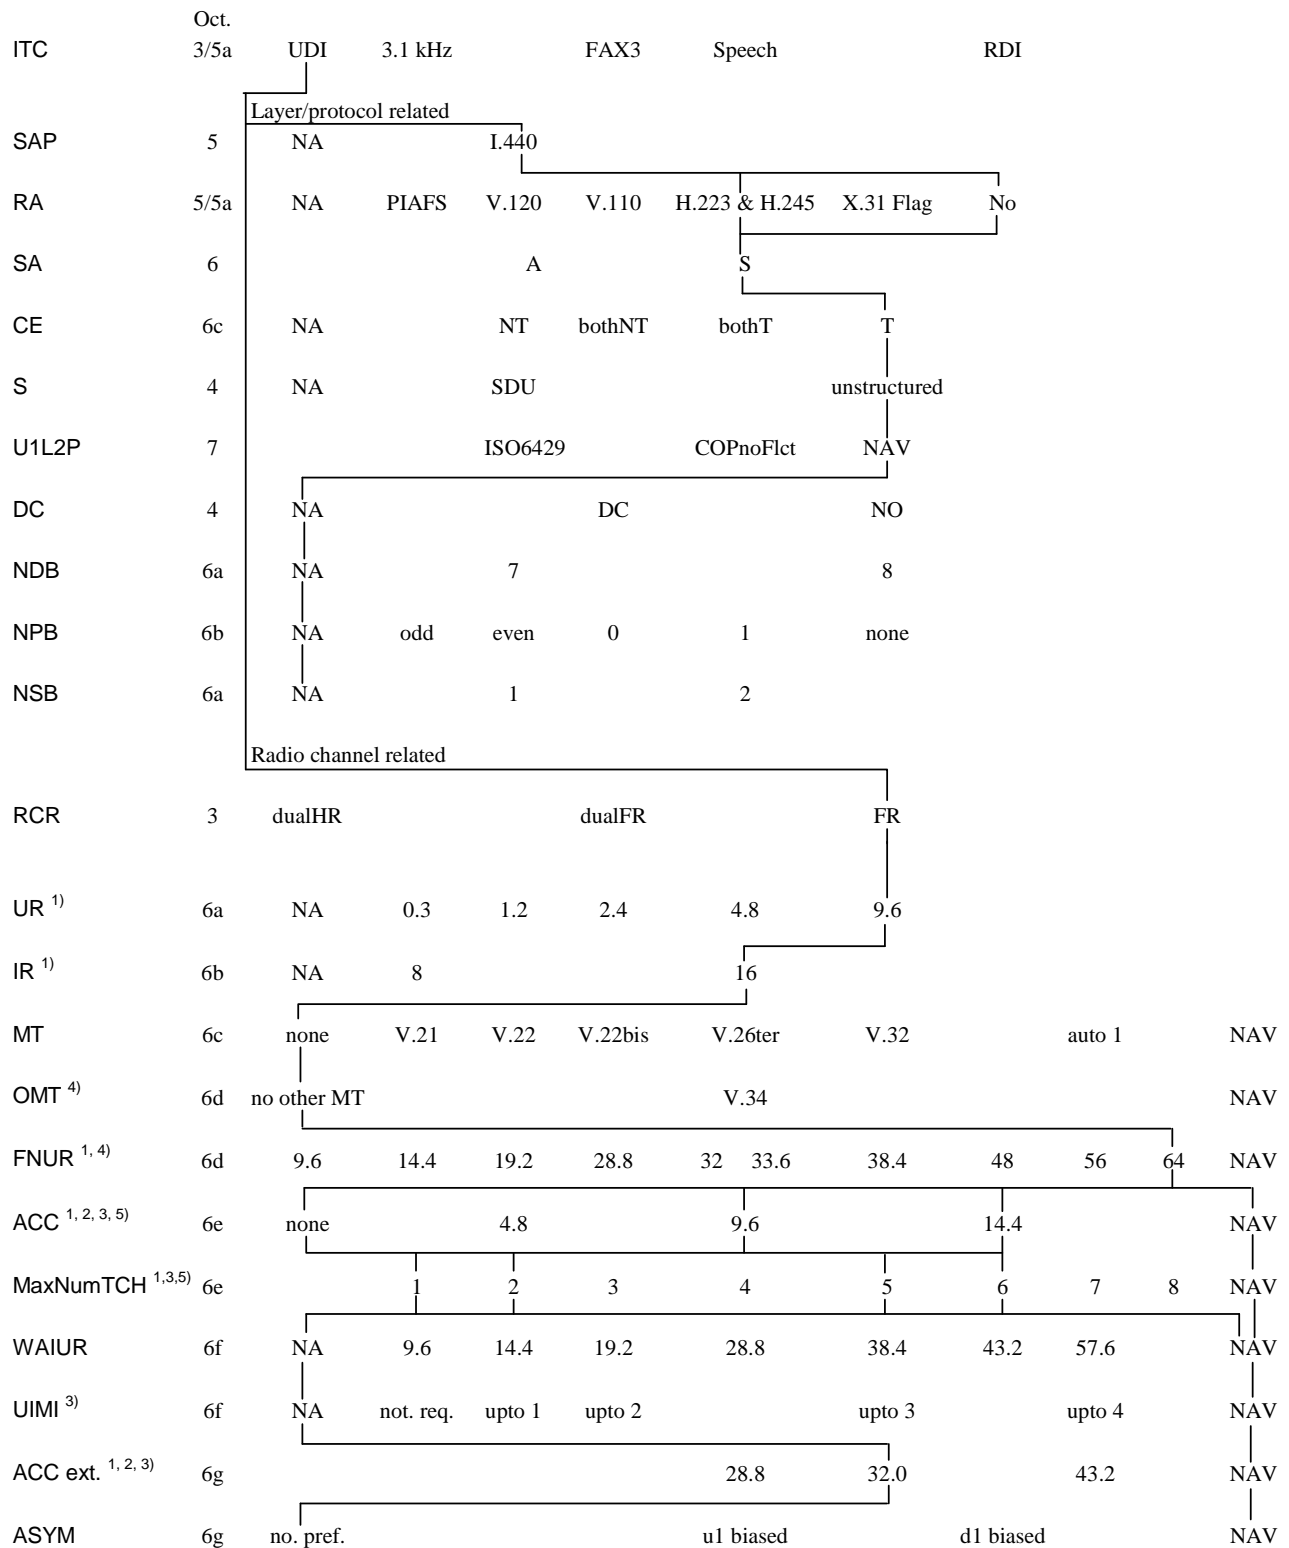 Oct.
ITC 3/5a UDI 3.1 kHz FAX3 Speech RDI
Layer/protocol related
SAP 5 NA I.440
RA 5/5a NA PIAFS V.120 V.110 H.223 & H.245 X.31 Flag No
SA 6 A S
CE 6c NA NT bothNT bothT T
S 4 NA SDU unstructured
U1L2P 7 ISO6429 COPnoFlct NAV
DC 4 NA DC NO
NDB 6a NA 7 8
NPB 6b NA odd even 0 1 none
NSB 6a NA 1 2
Radio channel related
RCR 3 dualHR dualFR FR
UR 1) 6a NA 0.3 1.2 2.4 4.8 9.6
IR 1) 6b NA 8 16
MT 6c none V.21 V.22 V.22bis V.26ter V.32 auto 1 NAV
OMT 4) 6d no other MT V.34 NAV
FNUR 1, 4) 6d 9.6 14.4 19.2 28.8 32 33.6 38.4 48 56 64 NAV
ACC 1, 2, 3, 5) 6e none 4.8 9.6 14.4 NAV
MaxNumTCH 1,3,5) 6e 1 2 3 4 5 6 7 8 NAV
WAIUR 6f NA 9.6 14.4 19.2 28.8 38.4 43.2 57.6 NAV
UIMI 3) 6f NA not. req. upto 1 upto 2 upto 3 upto 4 NAV
ACC ext. 1, 2, 3) 6g 28.8 32.0 43.2 NAV
ASYM 6g no. pref. u1 biased d1 biased NAV